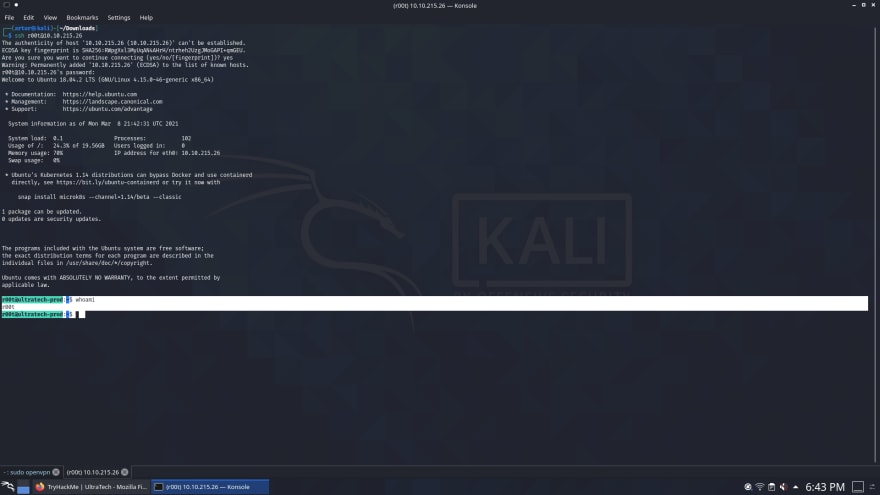 (r00t) 10.10.215.26 — Konsole
File Edit View Bookmarks Settings Help
(artur㉿kali)-[~/Downloads]
$ ssh r00t@10.10.215.26
The authenticity of host '10.10.215.26 (10.10.215.26)' can't be established.
ECDSA key fingerprint is
Are you sure you want to continue connecting (yes/no/[fingerprint])? yes
Warning: Permanently added '10.10.215.26' (ECDSA) to the list of known hosts.
r00t@10.10.215.26's password:
Welcome to Ubuntu 18.04.2 LTS (GNU/Linux 4.15.0-46-generic x86_64)
* Documentation: https://help.ubuntu.com
* Management: https://landscape.canonical.com
* Support: https://ubuntu.com/advantage
System information as of Mon Mar 8 21:42:31 UTC 2021
System load: 0.1 Processes: 102
Usage of /: 24.3% of 19.56GB Users logged in: 0
Memory usage: 70% IP address for eth0: 10.10.215.26
Swap usage: 0%
* Ubuntu's Kubernetes 1.14 distributions can bypass Docker and use containerd
directly, see https://bit.ly/ubuntu-containerd or try it now with
snap install microk8s --channel=1.14/beta --classic
1 package can be updated.
0 updates are security updates.
The programs included with the Ubuntu system are free software;
the exact distribution terms for each program are described in the
individual files in /usr/share/doc/*/copyright.
Ubuntu comes with ABSOLUTELY NO WARRANTY, to the extent permitted by
applicable law.
r00t@ultratech-prod:~$ whoami
r00t
r00t@ultratech-prod:~$
KALI
BY OFFENSIVE SECURITY
~ : sudo openvpn (r00t) 10.10.215.26
TryHackMe | UltraTech - Mozilla Fi... (r00t) 10.10.215.26 — Konsole 6:43 PM